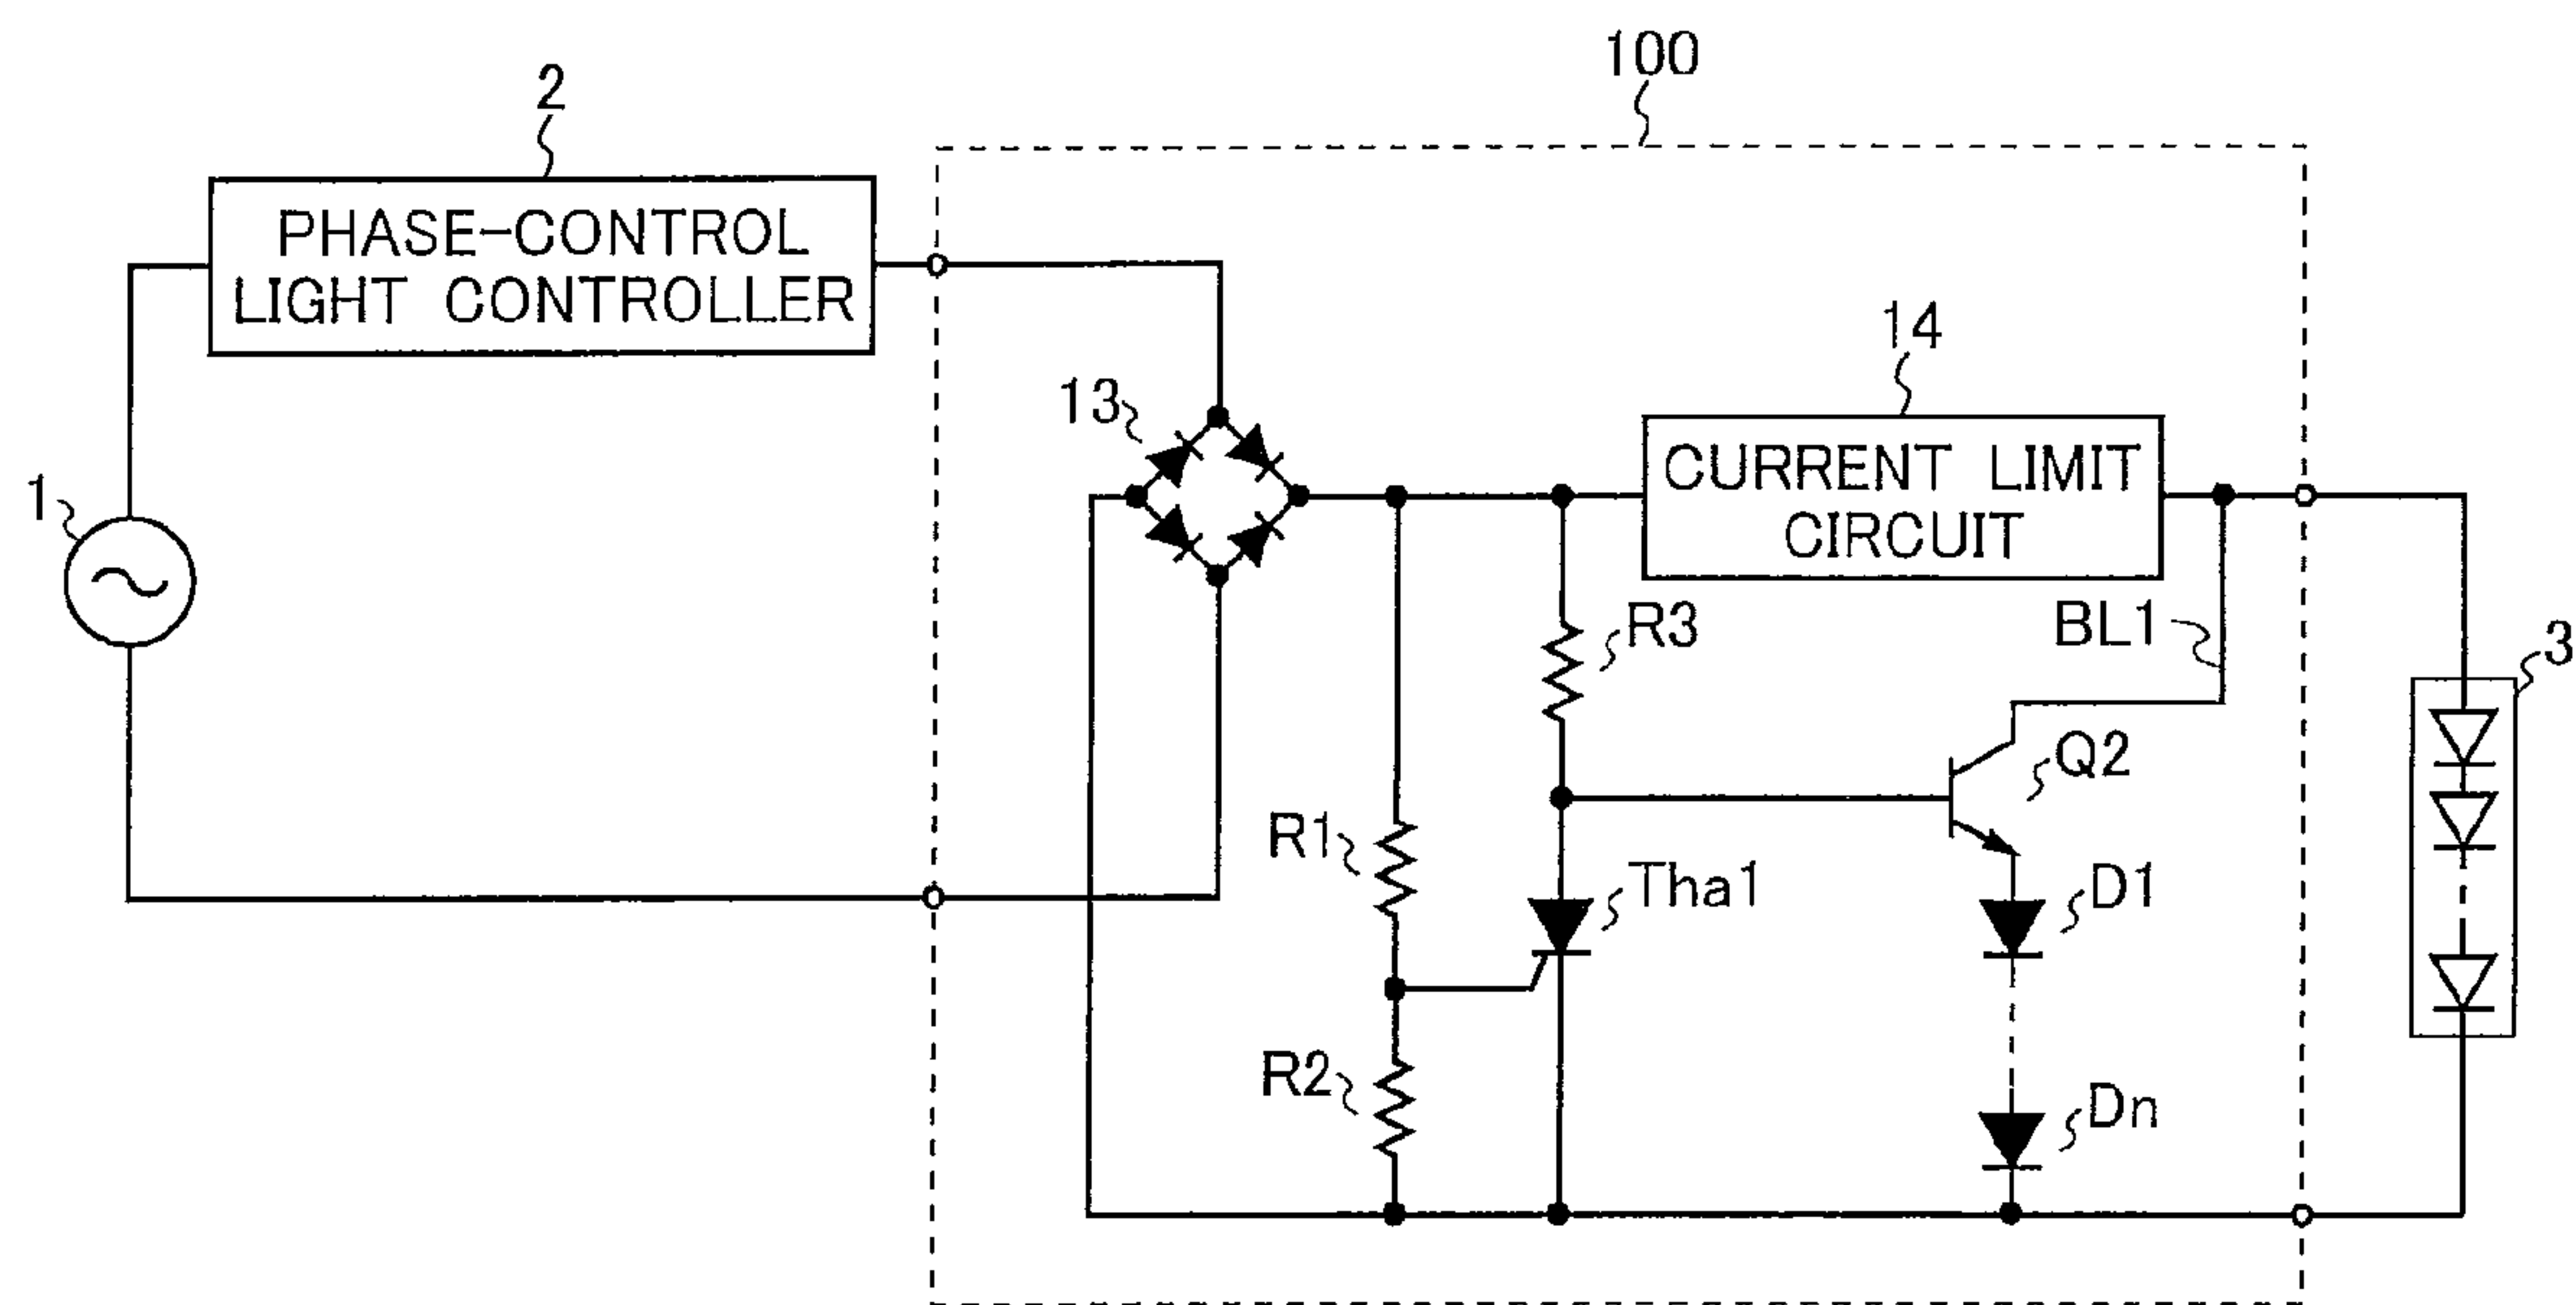 100
2
PHASE-CONTROL
LIGHT CONTROLLER
14
13
CURRENT LIMIT
CIRCUIT
1
R3
BL1
3
Q2
R1
Tha1
D1
R2
Dn